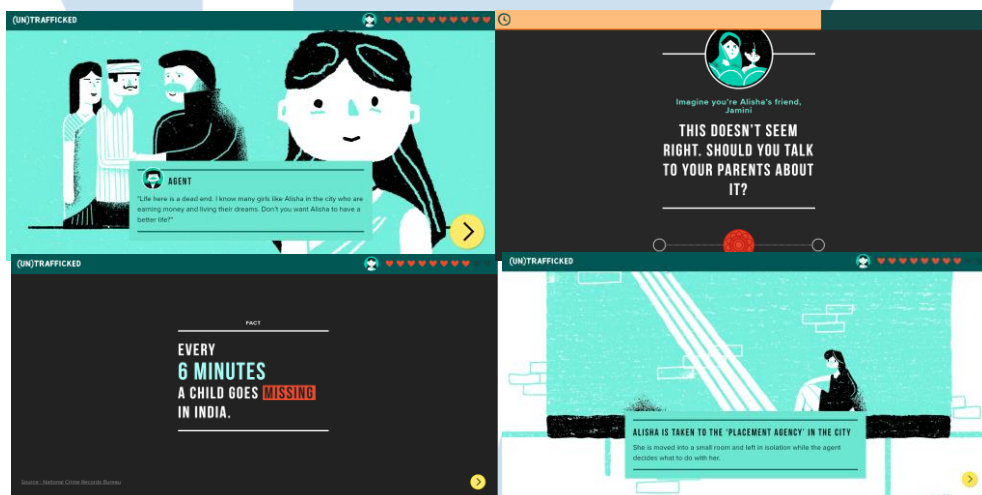 (UN)TRAFFICKED
AGENT
"Life here is a dead end. I know many girls like Alisha in the city who are
earning money and living their dreams. Don't you want Alisha to have a
better life?"
Imagine you're Alisha's friend,
Jamini
THIS DOESN'T SEEM
RIGHT. SHOULD YOU TALK
TO YOUR PARENTS ABOUT
IT?
(UN)TRAFFICKED
FACT
EVERY
6 MINUTES
A CHILD GOES MISSING
IN INDIA.
Source : National Crime Records Bureau
(UN)TRAFFICKED
ALISHA IS TAKEN TO THE 'PLACEMENT AGENCY' IN THE CITY
She is moved into a small room and left in isolation while the agent
decides what to do with her.